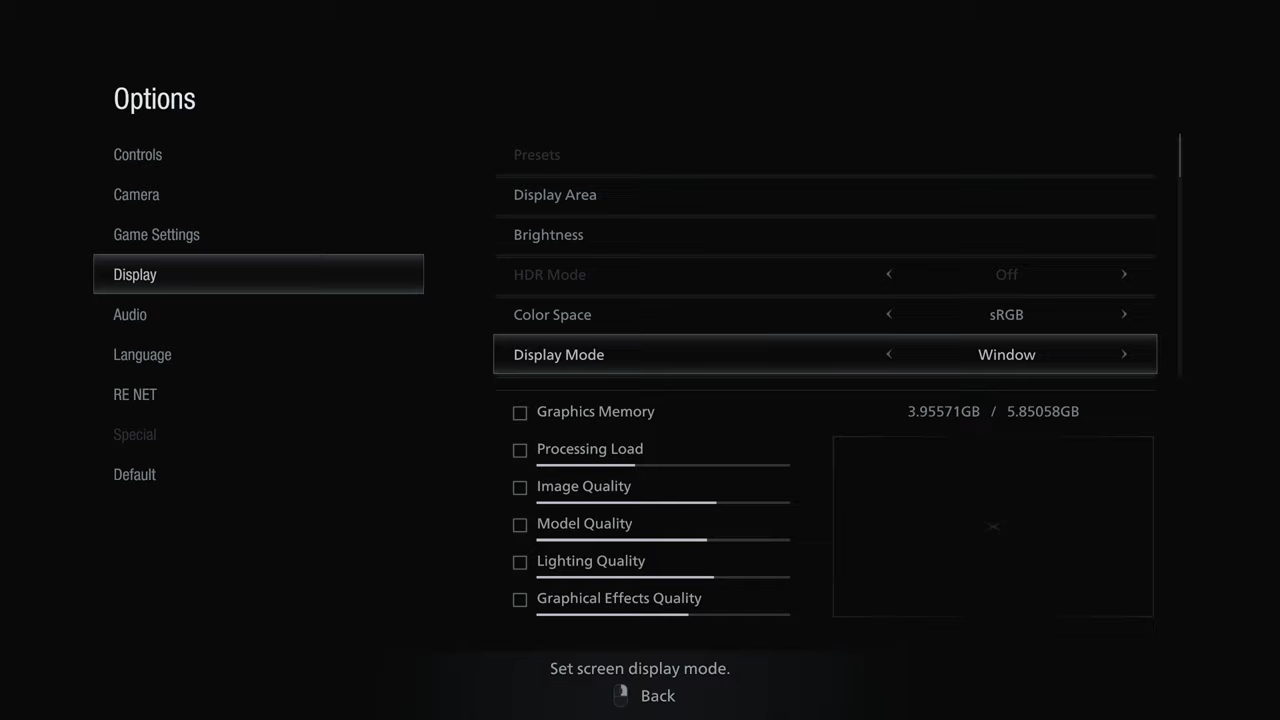 Options
Controls
Camera
Game Settings
Display
Audio
Language
RE NET
Special
Default
Presets
Display Area
Brightness
HDR Mode Off
Color Space sRGB
Display Mode Window
Graphics Memory 3.95571GB / 5.85058GB
Processing Load
Image Quality
Model Quality
Lighting Quality
Graphical Effects Quality
Set screen display mode.
Back